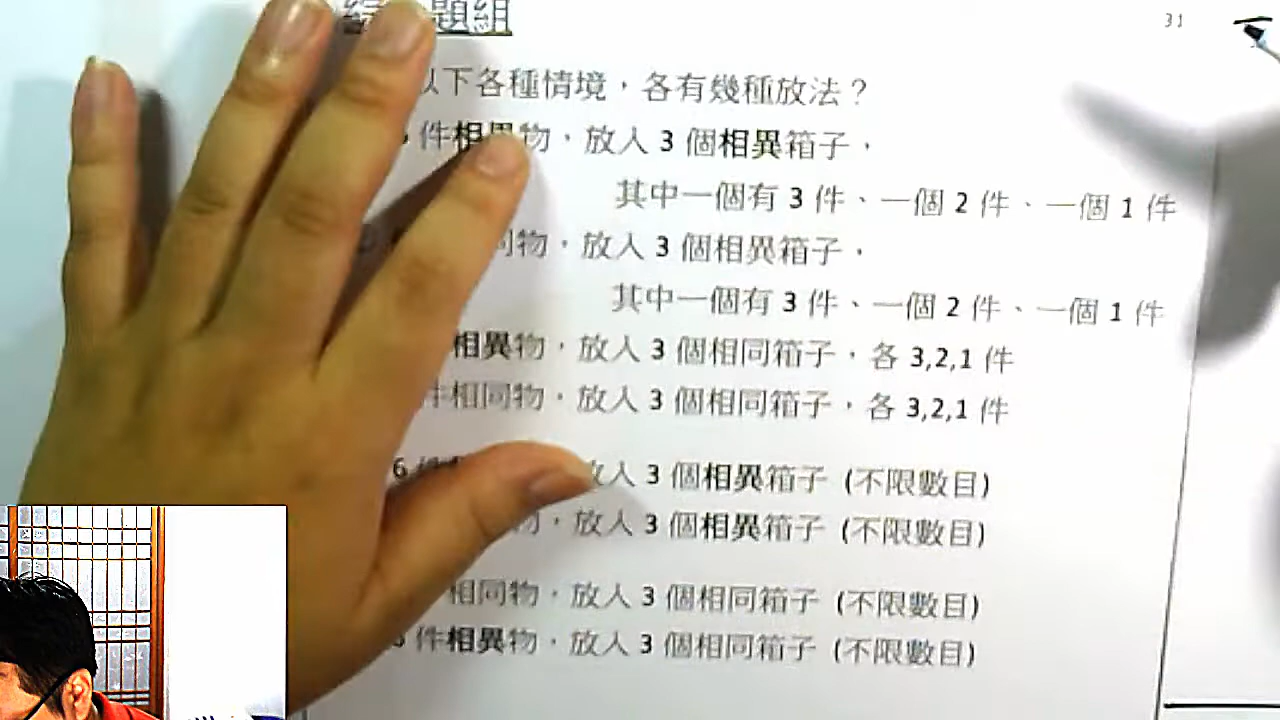 題組
31
以下各種情境，各有幾種放法？
件相異物，放入 3 個相異箱子，
其中一個有 3 件、一個 2 件、一個 1 件
同物，放入 3 個相異箱子，
其中一個有 3 件、一個 2 件、一個 1 件
相異物，放入 3 個相同箱子，各 3,2,1 件
件相同物，放入 3 個相同箱子，各 3,2,1 件
6 放入 3 個相異箱子 (不限數目)
，放入 3 個相異箱子 (不限數目)
相同物，放入 3 個相同箱子 (不限數目)
件相異物，放入 3 個相同箱子 (不限數目)